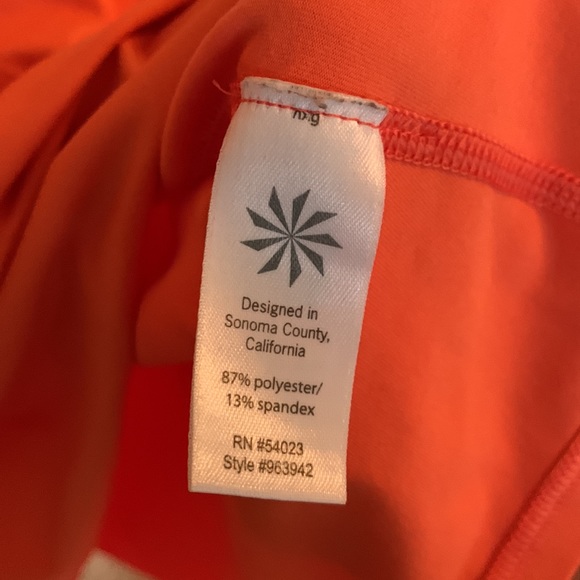 Designed in
Sonoma County,
California
87% polyester/
13% spandex
RN #54023
Style #963942